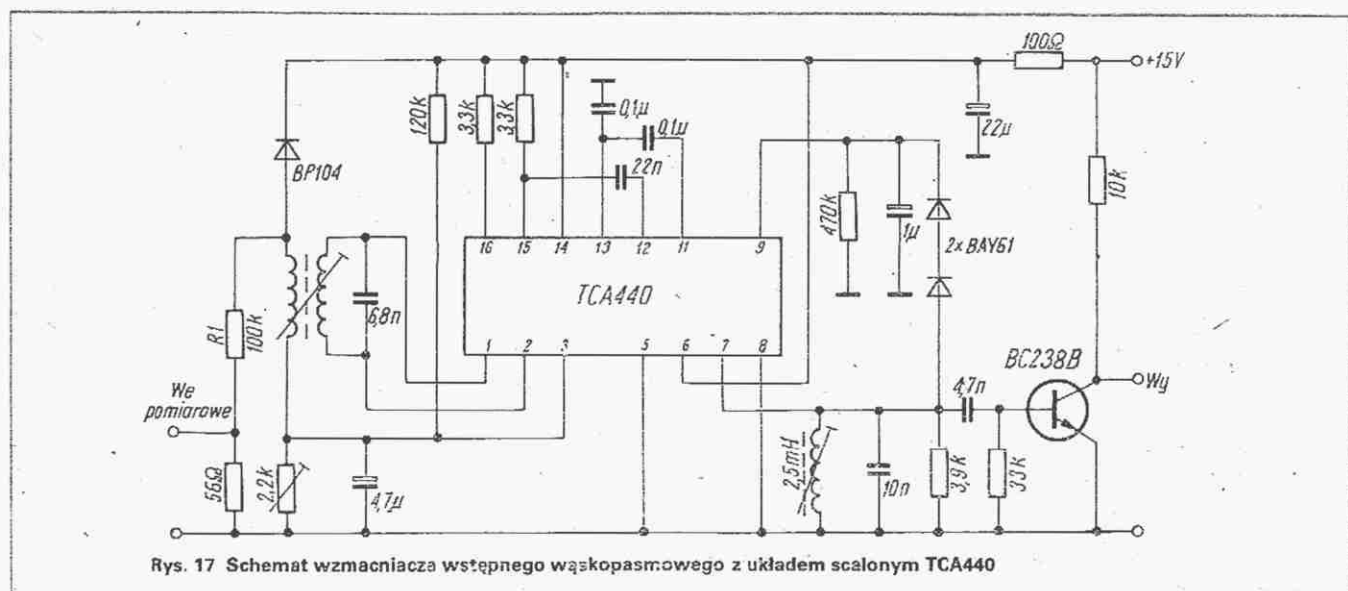 100Ω
+15V
120k
3,3k
3,3k
0,1μ
0,1μ
22n
22μ
BP104
470k
1μ
2×BAY61
10k
16 15 14 13 12 11 9
TCA440
1 2 3 5 6 7 8
R1
100k
6,8n
We
pomiarowe
BC238B
4,7n
Wy
56Ω
2,2k
4,7μ
2,5mH
10n
3,9k
33k
Rys. 17 Schemat wzmacniacza wstępnego wąskopasmowego z układem scalonym TCA440